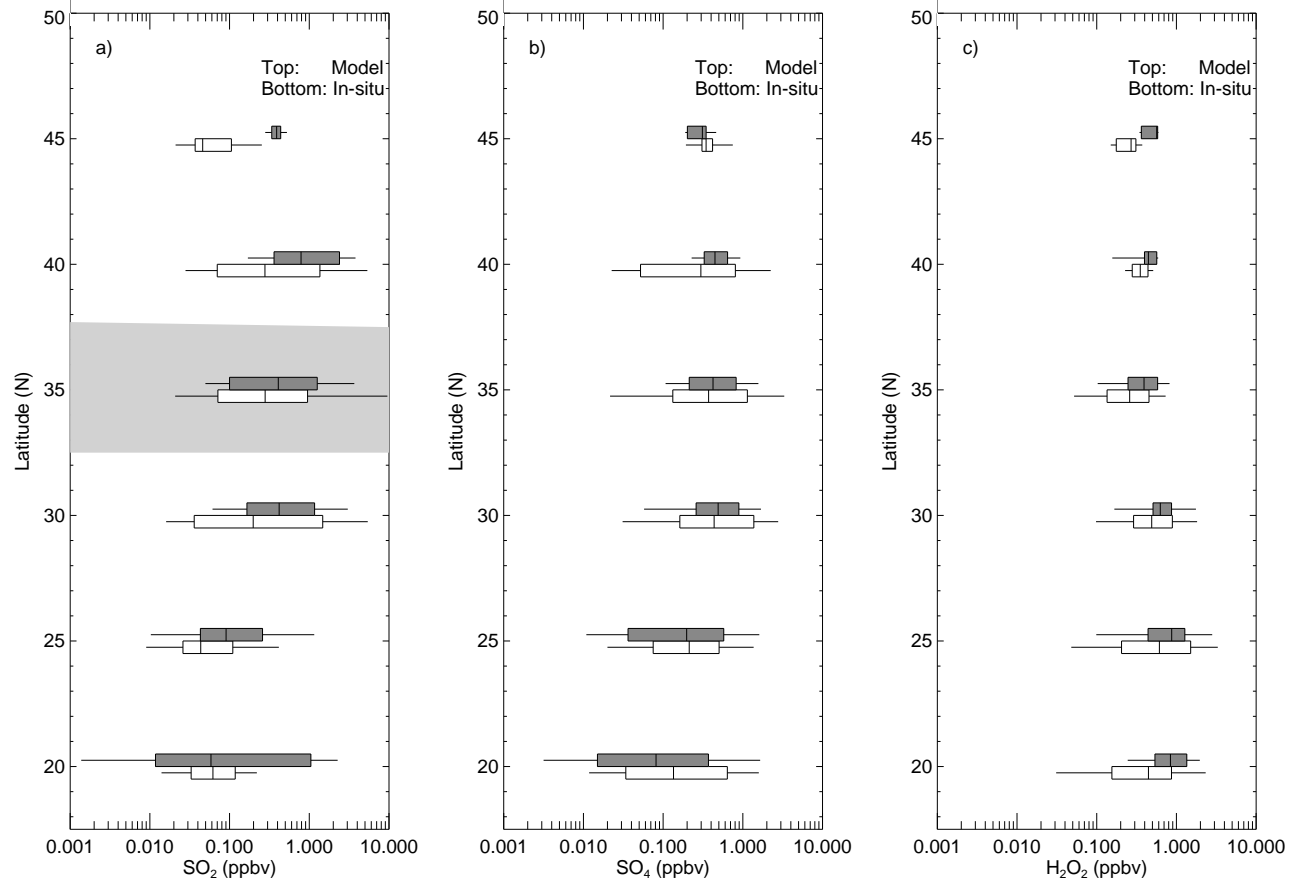 a)
Top: Model
Bottom: In-situ
50
45
40
35
30
25
20
Latitude (N)
0.001 0.010 0.100 1.000 10.000
SO₂ (ppbv)
b)
Top: Model
Bottom: In-situ
50
45
40
35
30
25
20
Latitude (N)
0.001 0.010 0.100 1.000 10.000
SO₄ (ppbv)
c)
Top: Model
Bottom: In-situ
50
45
40
35
30
25
20
Latitude (N)
0.001 0.010 0.100 1.000 10.000
H₂O₂ (ppbv)